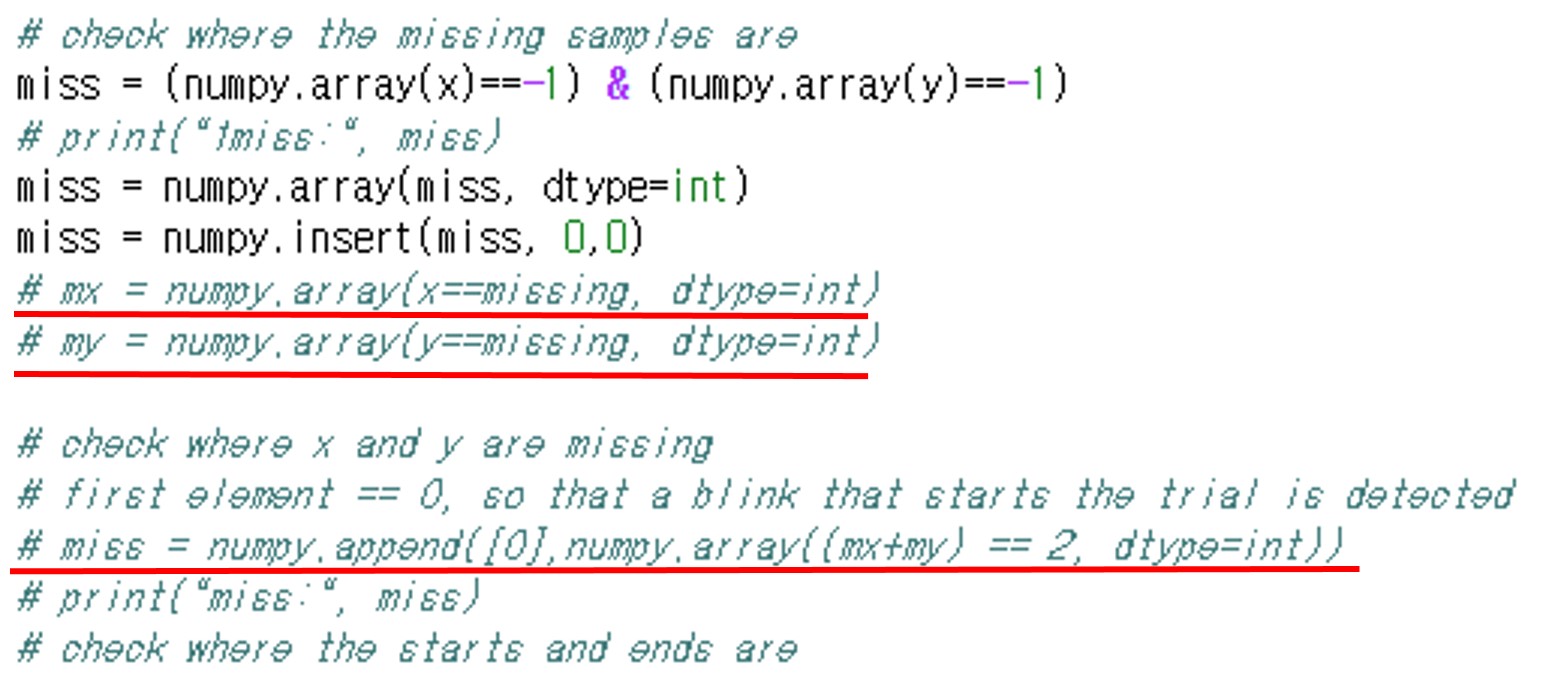 # check where the missing samples are
miss = (numpy.array(x)==-1) & (numpy.array(y)==-1)
# print("1miss:", miss)
miss = numpy.array(miss, dtype=int)
miss = numpy.insert(miss, 0,0)
# mx = numpy.array(x==missing, dtype=int)
# my = numpy.array(y==missing, dtype=int)
# check where x and y are missing
# first element == 0, so that a blink that starts the trial is detected
# miss = numpy.append([0],numpy.array((mx+my) == 2, dtype=int))
# print("miss:", miss)
# check where the starts and ends are